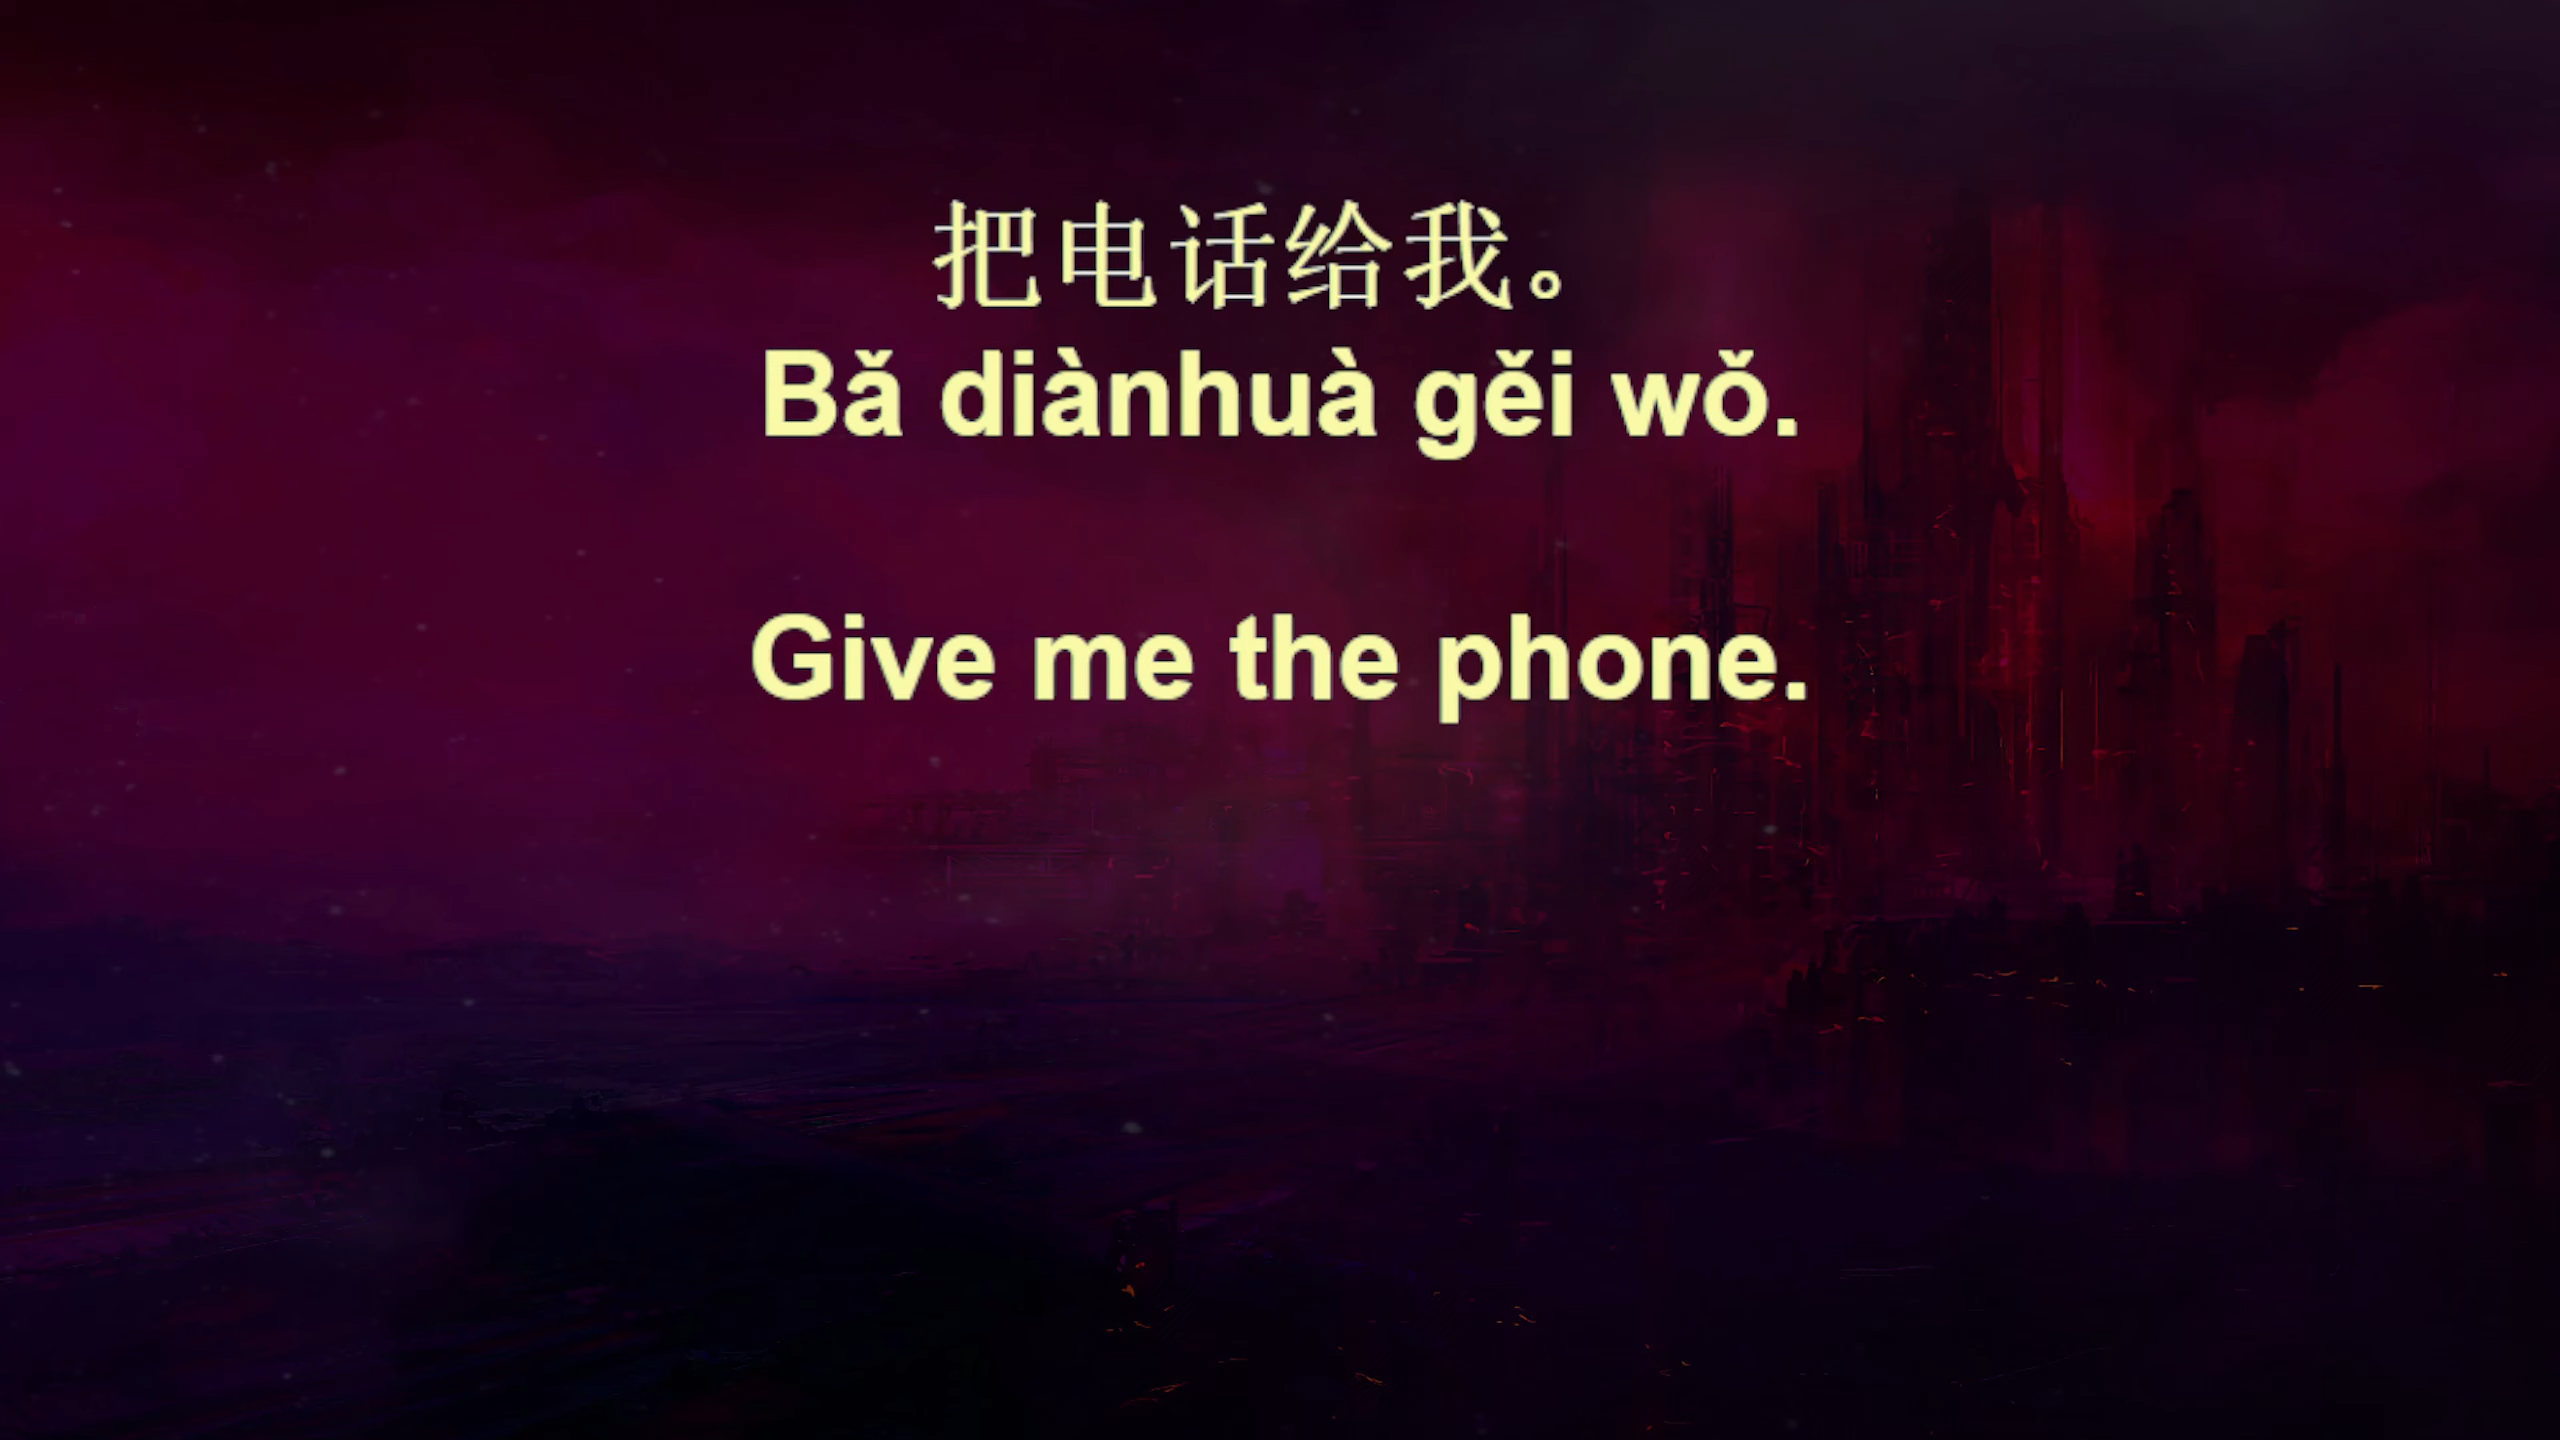 把电话给我。
Bǎ diànhuà gěi wǒ.
Give me the phone.